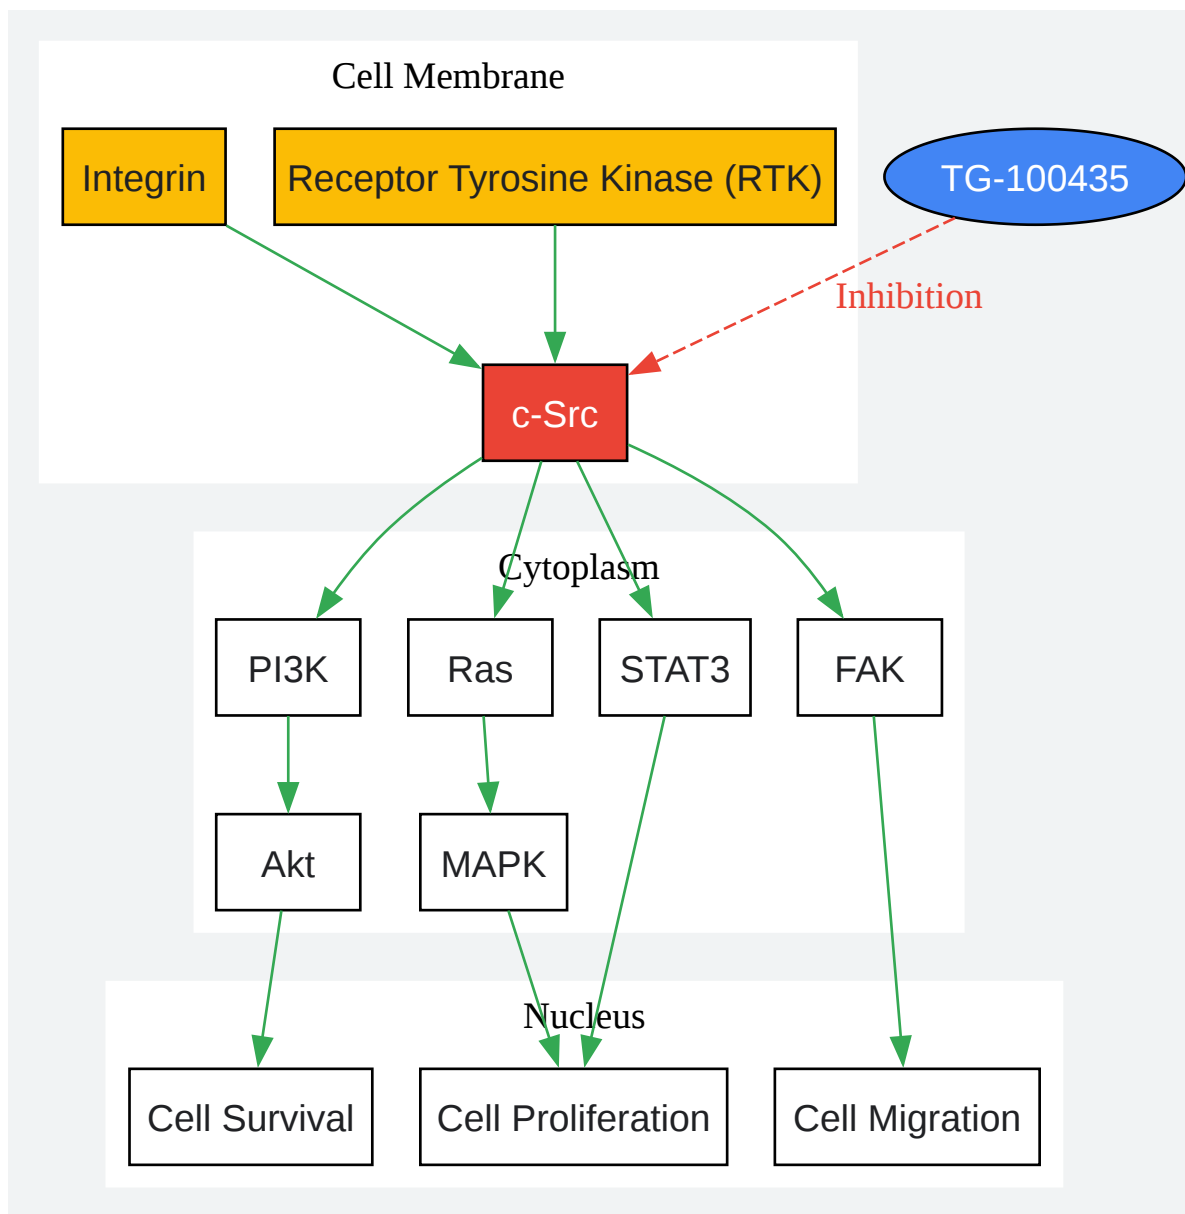 Cell Membrane
Integrin
Receptor Tyrosine Kinase (RTK)
TG-100435
Inhibition
c-Src
Cytoplasm
PI3K
Ras
STAT3
FAK
Akt
MAPK
Nucleus
Cell Survival
Cell Proliferation
Cell Migration